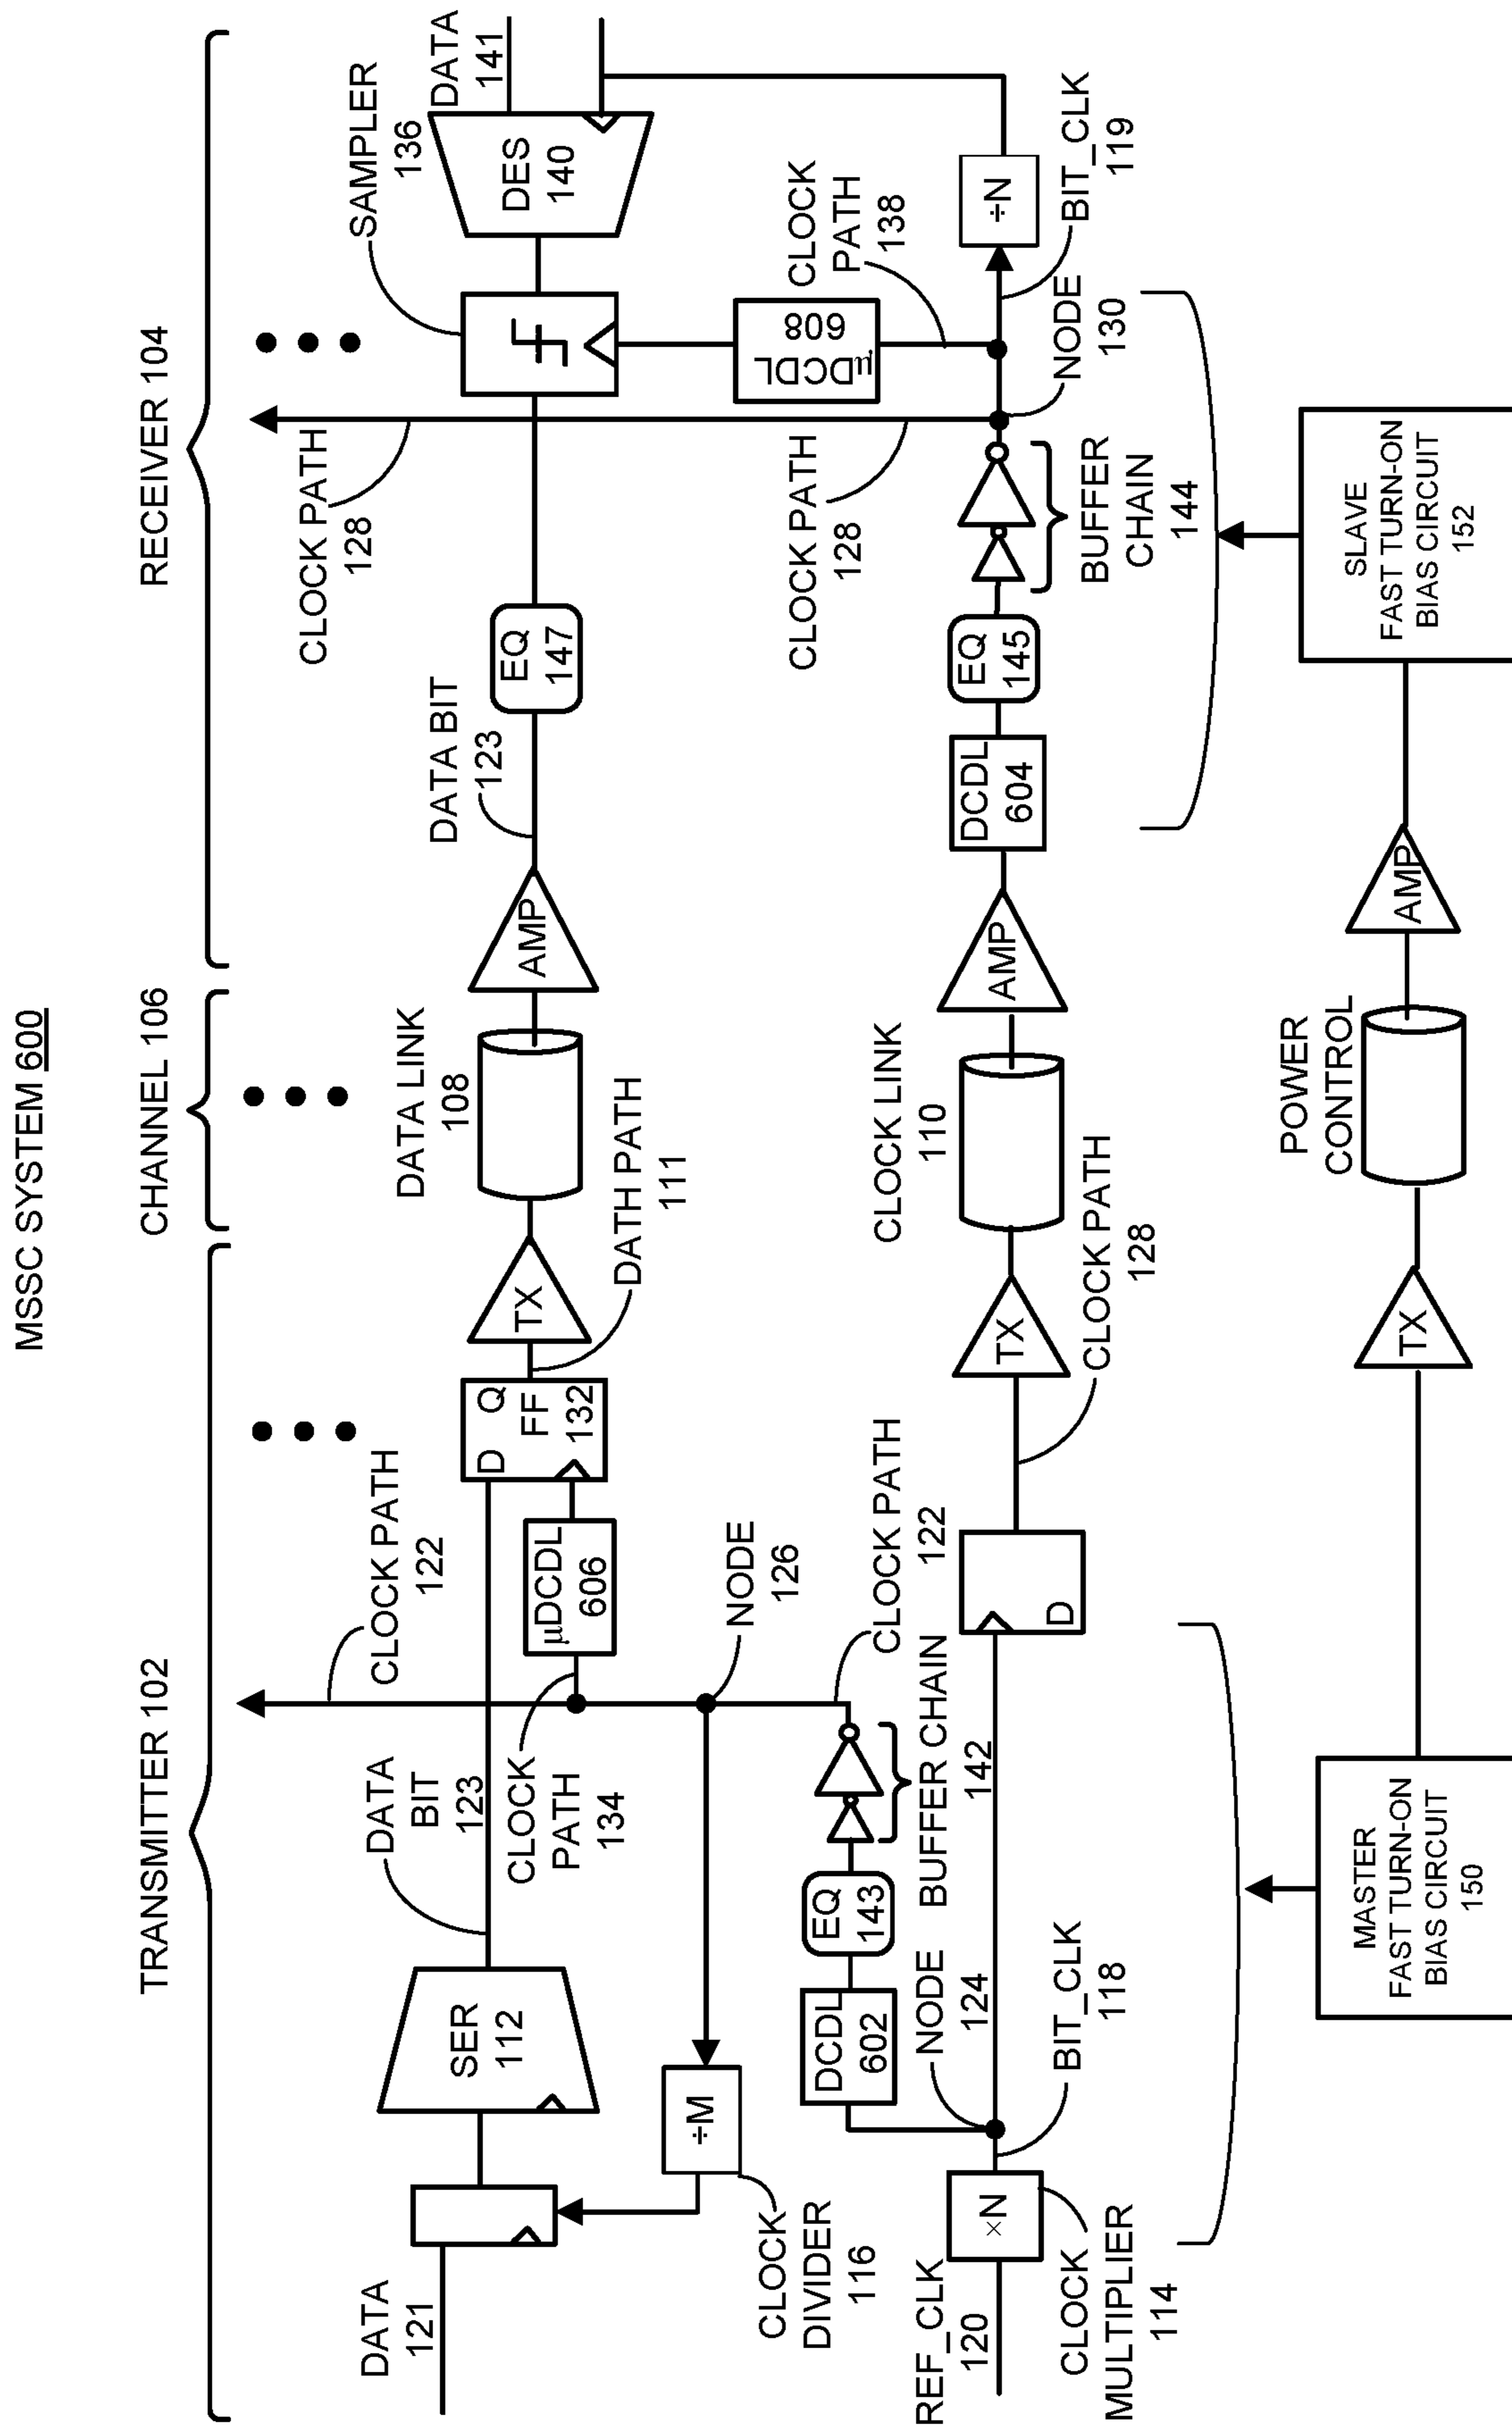 MSSC SYSTEM 600
TRANSMITTER 102
CHANNEL 106
RECEIVER 104
DATA
121
SER
112
DATA
BIT
123
CLOCK PATH
122
D Q
FF
132
μDCDL
606
CLOCK
PATH
134
NODE
126
÷M
CLOCK
DIVIDER
116
TX
DATH PATH
111
DATA LINK
108
AMP
DATA BIT
123
EQ
147
CLOCK PATH
128
SAMPLER
136
DES
140
DATA
141
μDCDL
608
CLOCK
PATH
138
÷N
BIT_CLK
119
NODE
130
REF_CLK
120
×N
CLOCK
MULTIPLIER
114
BIT_CLK
118
NODE
124
DCDL
602
EQ
143
BUFFER CHAIN
142
CLOCK PATH
122
D
TX
CLOCK PATH
128
CLOCK LINK
110
AMP
DCDL
604
EQ
145
BUFFER
CHAIN
144
CLOCK PATH
128
MASTER
FAST TURN-ON
BIAS CIRCUIT
150
TX
POWER
CONTROL
AMP
SLAVE
FAST TURN-ON
BIAS CIRCUIT
152